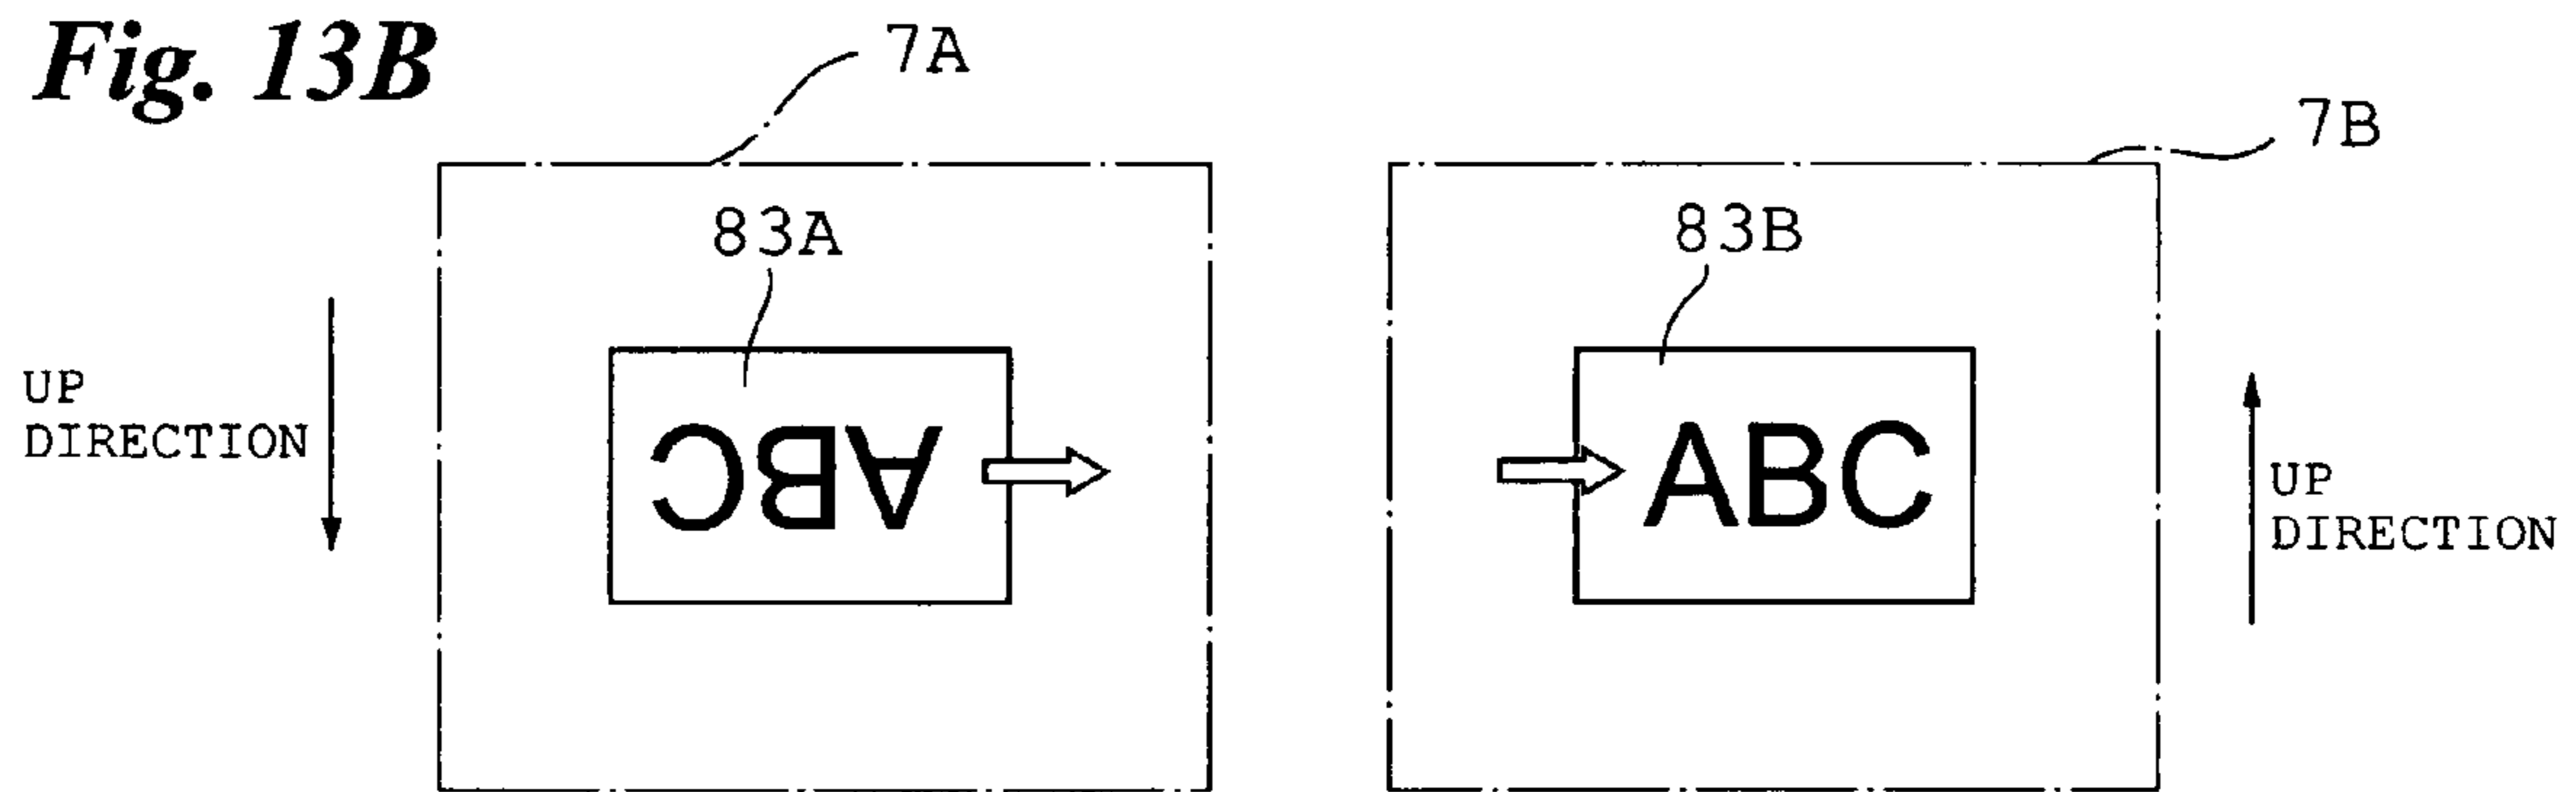 Fig. 13B
7A
7B
83A
83B
UP
DIRECTION
ABC
ABC
UP
DIRECTION